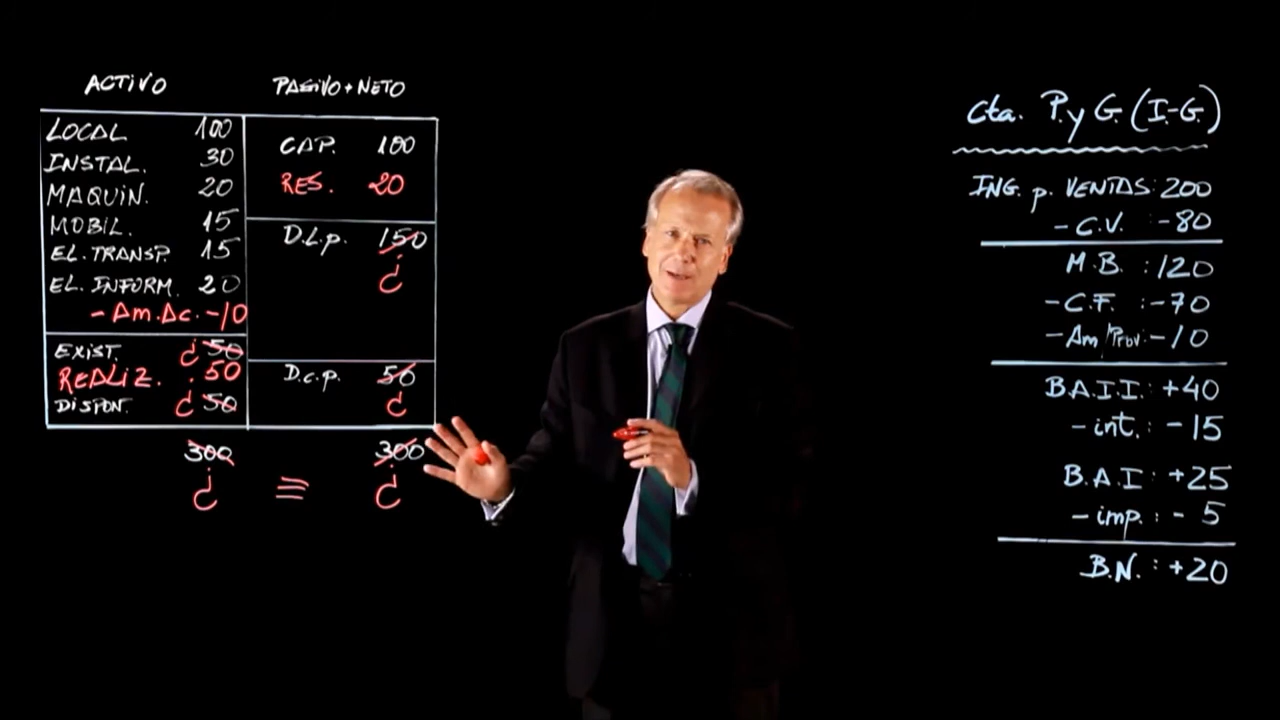 ACTIVO
LOCAL 100
INSTAL. 30
MAQUIN. 20
MOBIL. 15
EL. TRANSP. 15
EL. INFORM. 20
- Am. Ac. -10
EXIST. ¿ 50
REALIZ. 50
DISPON. ¿ 50
300
¿
≡
PASIVO + NETO
CAP. 100
RES. 20
D.L.p. 150
¿
D.c.p. 50
¿
300
¿
Cta. P. y G. (I.-G.)
ING. p. VENTAS: 200
- C.V. : -80
M.B. : 120
- C.F. : -70
- Am/Prov: -10
B.A.I.I.: +40
- int. : -15
B.A.I : +25
- imp. : - 5
B.N. : +20